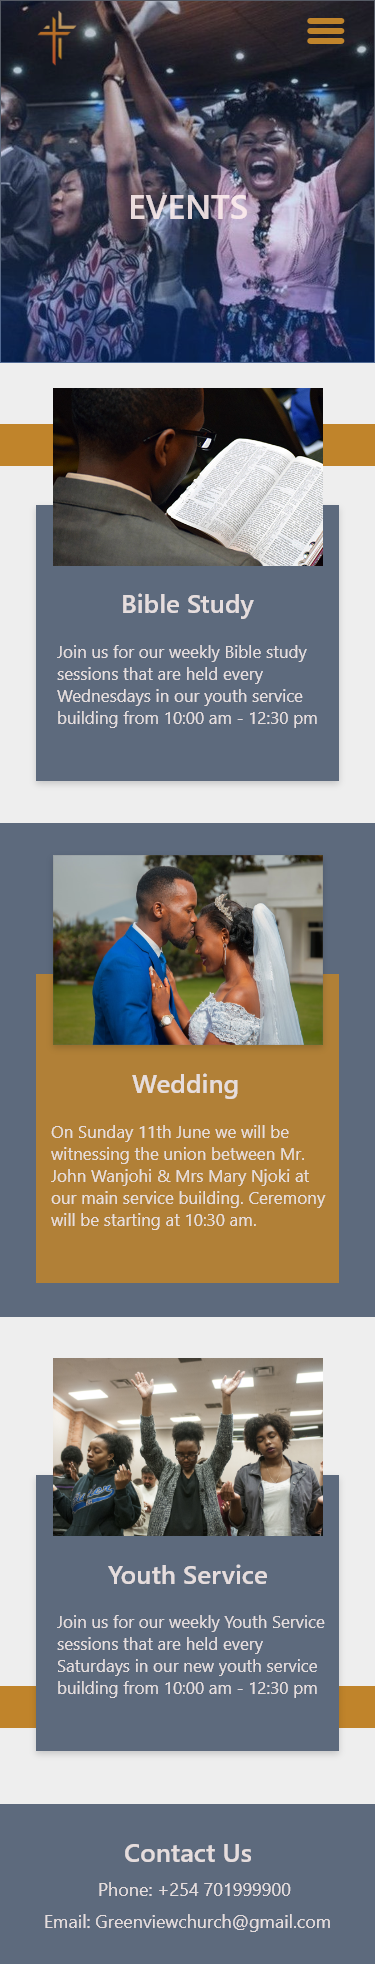 EVENTS
Bible Study
Join us for our weekly Bible study
sessions that are held every
Wednesdays in our youth service
building from 10:00 am - 12:30 pm
Wedding
On Sunday 11th June we will be
witnessing the union between Mr.
John Wanjohi & Mrs Mary Njoki at
our main service building. Ceremony
will be starting at 10:30 am.
Youth Service
Join us for our weekly Youth Service
sessions that are held every
Saturdays in our new youth service
building from 10:00 am - 12:30 pm
Contact Us
Phone: +254 701999900
Email: Greenviewchurch@gmail.com